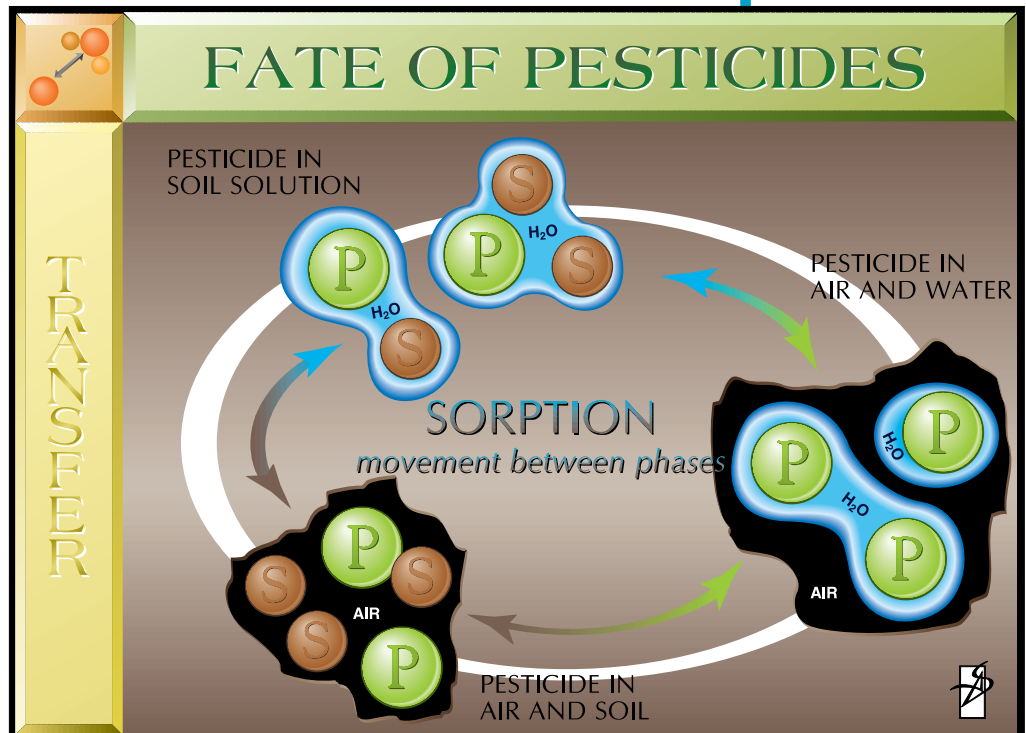 FATE OF PESTICIDES
TRANSFER
PESTICIDE IN
SOIL SOLUTION
P
H₂O
S
S
P
H₂O
S
PESTICIDE IN
AIR AND WATER
SORPTION
movement between phases
P
H₂O
P
H₂O
P
AIR
S
P
S
S
AIR
P
PESTICIDE IN
AIR AND SOIL